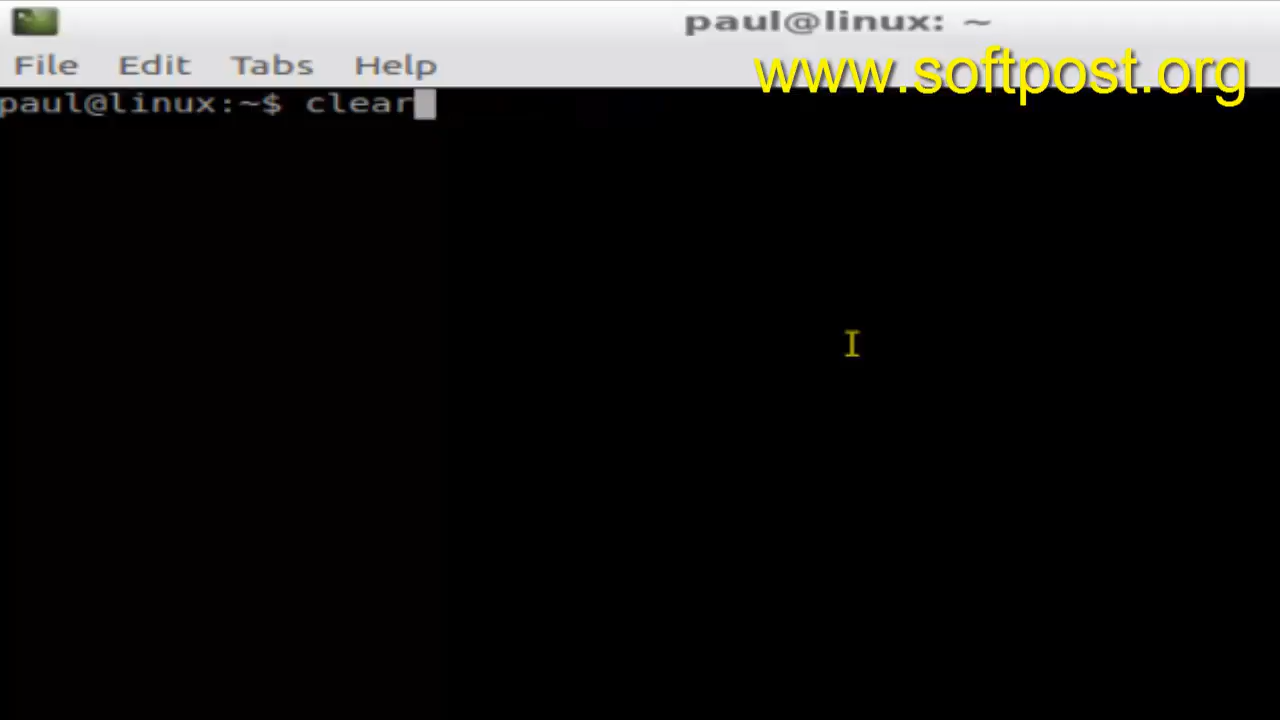 paul@linux: ~
File Edit Tabs Help
www.softpost.org
paul@linux:~$ clear